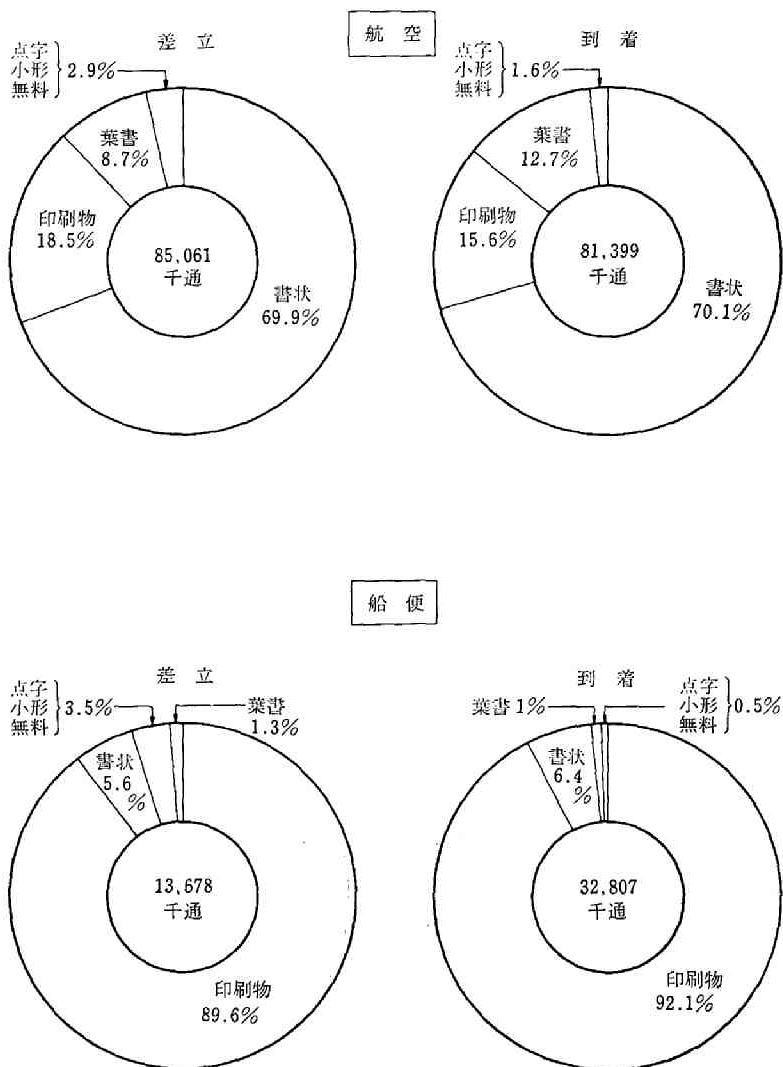 航空
差立
点字
小形
無料
2.9%
葉書
8.7%
印刷物
18.5%
85,061
千通
書状
69.9%
到着
点字
小形
無料
1.6%
葉書
12.7%
印刷物
15.6%
81,399
千通
書状
70.1%
船便
差立
点字
小形
無料
3.5%
葉書
1.3%
書状
5.6
%
13,678
千通
印刷物
89.6%
到着
葉書1%
点字
小形
無料
0.5%
書状
6.4
%
32,807
千通
印刷物
92.1%